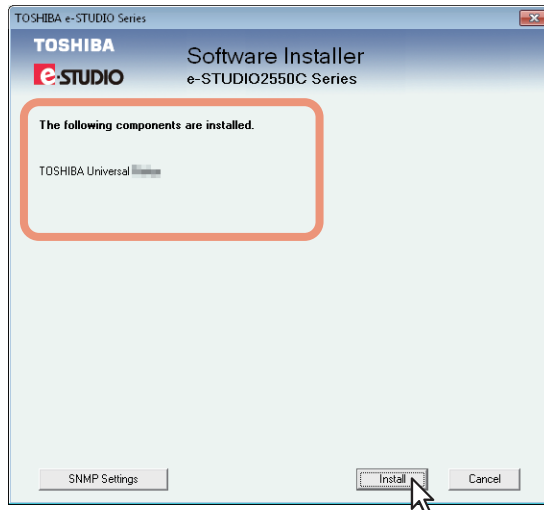 TOSHIBA e-STUDIO Series
TOSHIBA
e-STUDIO
Software Installer
e-STUDIO2550C Series
The following components are installed.
TOSHIBA Universal
SNMP Settings
Install
Cancel